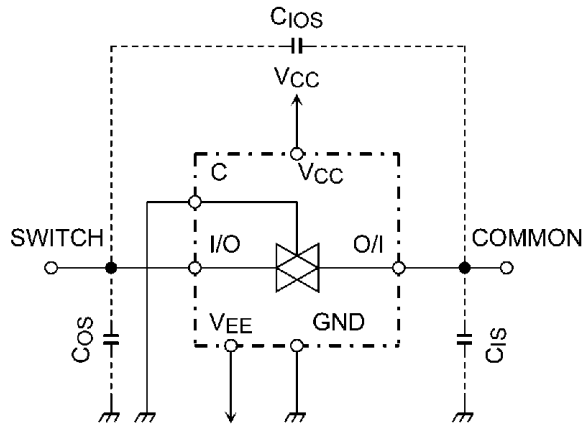 CIOS
VCC
C
VCC
SWITCH
I/O
O/I
COMMON
COS
VEE
GND
CIS